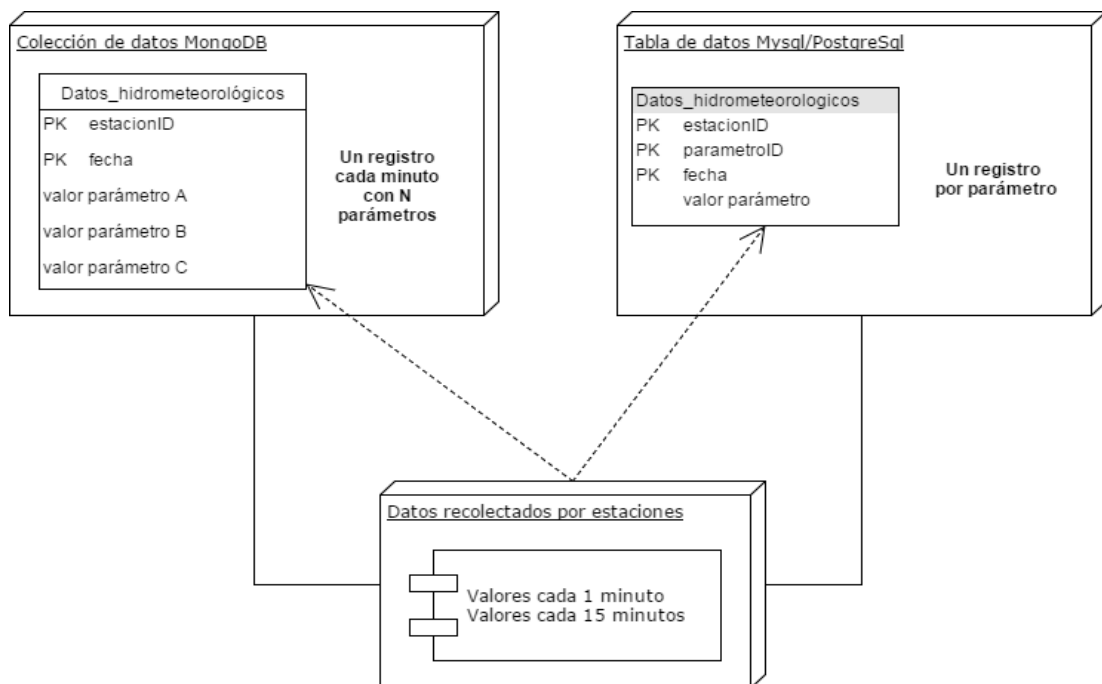 Colección de datos MongoDB
Datos_hidrometeorológicos
PK estacionID
PK fecha
valor parámetro A
valor parámetro B
valor parámetro C
Un registro
cada minuto
con N
parámetros
Tabla de datos Mysql/PostgreSql
Datos_hidrometeorologicos
PK estacionID
PK parametroID
PK fecha
valor parámetro
Un registro
por parámetro
Datos recolectados por estaciones
Valores cada 1 minuto
Valores cada 15 minutos